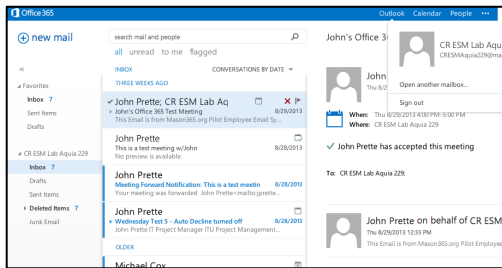 Office 365
Outlook Calendar People •••
new mail
search mail and people
all unread to me flagged
INBOX CONVERSATIONS BY DATE
THREE WEEKS AGO
Favorites
Inbox 7
Sent Items
Drafts
CR ESM Lab Aquia 229
Inbox 7
Drafts
Sent Items
Deleted Items 7
Junk Email
John Prette; CR ESM Lab Aq
John's Office 365 Test Meeting 8/29/2013
This Email is from Mason365.org Pilot Employee Email Sy...
John Prette
This is a test meeting w/John 8/28/2013
No preview is available.
John Prette
Meeting Forward Notification: This is a test meetin 8/28/2013
Your meeting was forwarded John Prette<mailto:jprette...
John Prette
Wednesday Test 5 - Auto Decline turned off 8/28/2013
John Prette IT Project Manager ITU Project Management...
OLDER
Michael Cox
John's Office 3
CR ESM Lab Aqu
CRESMAquia229@ma
Open another mailbox...
Sign out
John
Thu 8/2
When: Thu 8/29/2013 4:00 PM-5:00 PM
Where: CR ESM Lab Aquia 229
John Prette has accepted this meeting
To: CR ESM Lab Aquia 229;
John Prette on behalf of CR ESM
Thu 8/29/2013 12:33 PM
This Email is from Mason365.org Pilot Employee